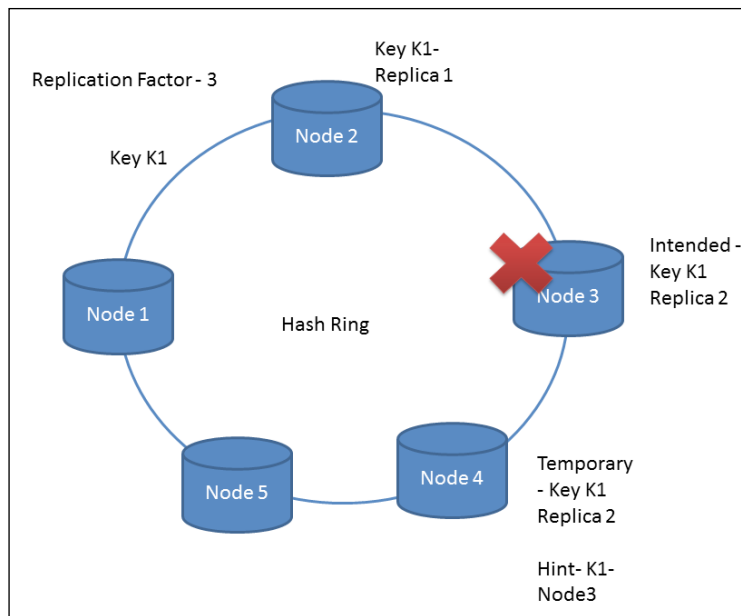 Replication Factor - 3
Key K1-
Replica 1
Node 2
Key K1
Node 1
Node 3
Intended -
Key K1
Replica 2
Hash Ring
Node 5
Node 4
Temporary
- Key K1
Replica 2
Hint- K1-
Node3